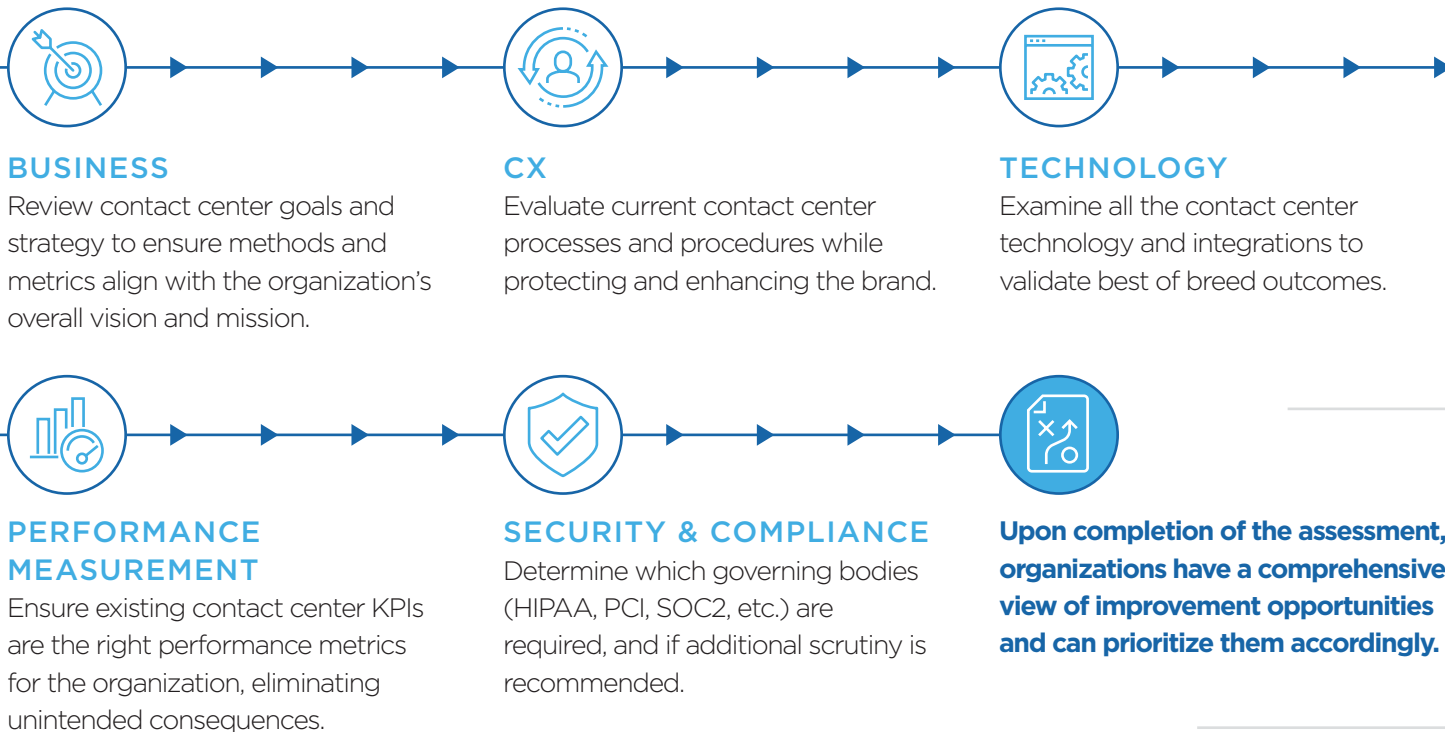 BUSINESS
Review contact center goals and
strategy to ensure methods and
metrics align with the organization's
overall vision and mission.
CX
Evaluate current contact center
processes and procedures while
protecting and enhancing the brand.
TECHNOLOGY
Examine all the contact center
technology and integrations to
validate best of breed outcomes.
PERFORMANCE
MEASUREMENT
Ensure existing contact center KPIs
are the right performance metrics
for the organization, eliminating
unintended consequences.
SECURITY & COMPLIANCE
Determine which governing bodies
(HIPAA, PCI, SOC2, etc.) are
required, and if additional scrutiny is
recommended.
Upon completion of the assessment,
organizations have a comprehensive
view of improvement opportunities
and can prioritize them accordingly.